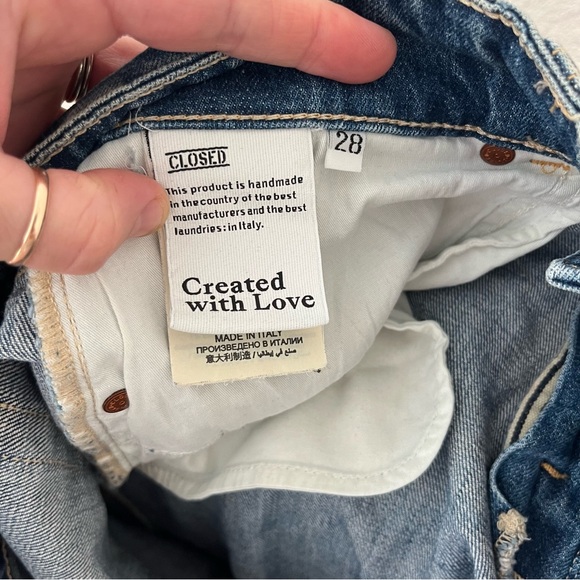 CLOSED
28
This product is handmade
in the country of the best
manufacturers and the best
laundries: in Italy.
Created
with Love
MADE IN ITALY
ПРОИЗВЕДЕНО В ИТАЛИИ
意大利制造 / صنع في إيطاليا